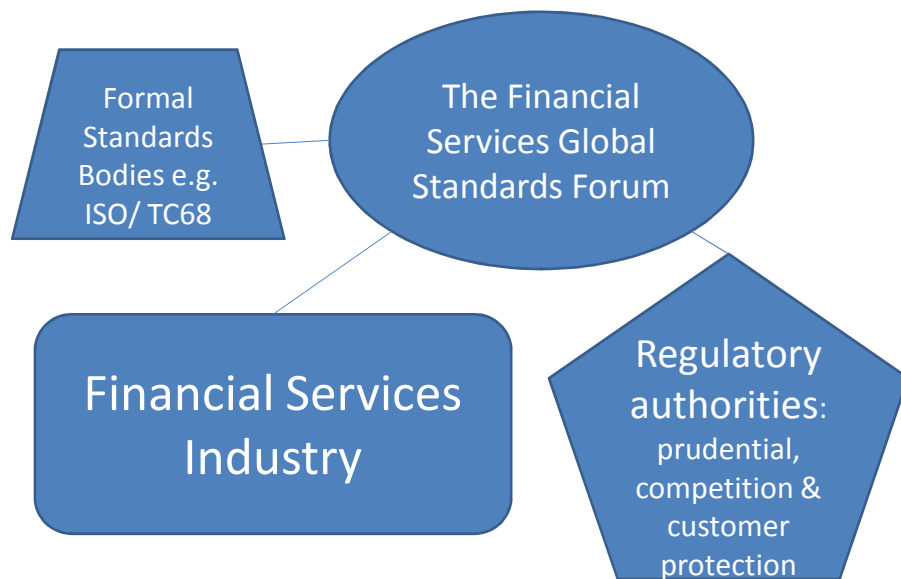 Formal
Standards
Bodies e.g.
ISO/ TC68
The Financial
Services Global
Standards Forum
Financial Services
Industry
Regulatory
authorities:
prudential,
competition &
customer
protection